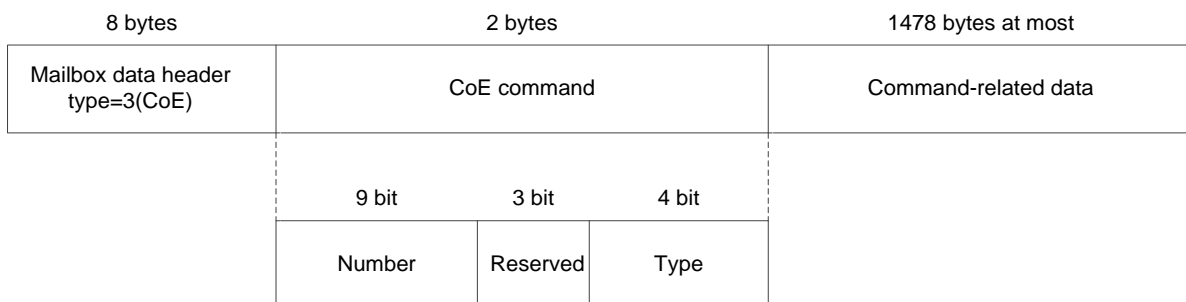 8 bytes
2 bytes
1478 bytes at most
Mailbox data header
type=3(CoE)
CoE command
Command-related data
9 bit
3 bit
4 bit
Number
Reserved
Type